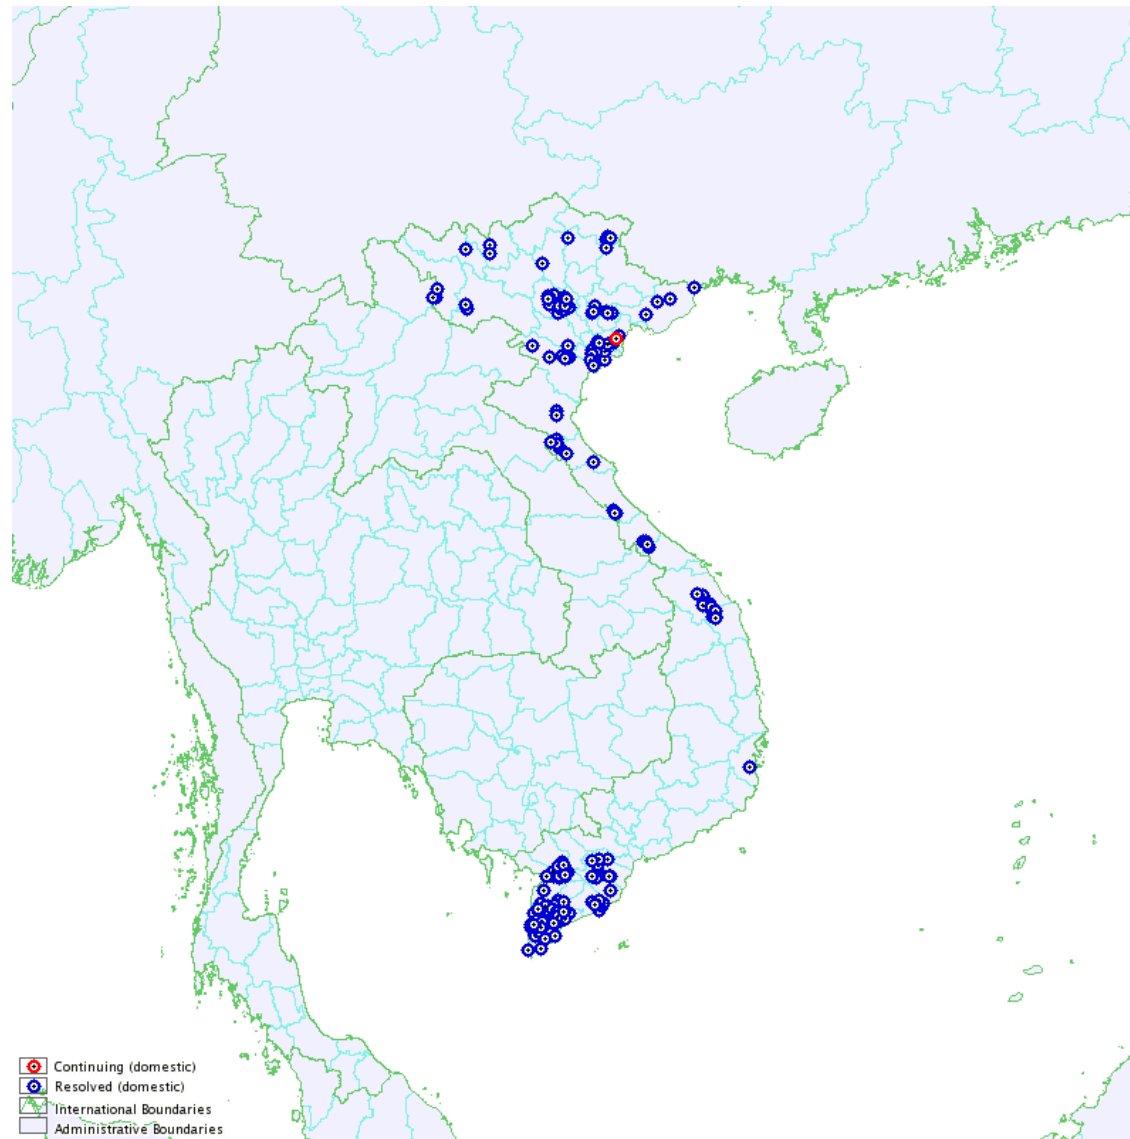 Continuing (domestic)
Resolved (domestic)
International Boundaries
Administrative Boundaries